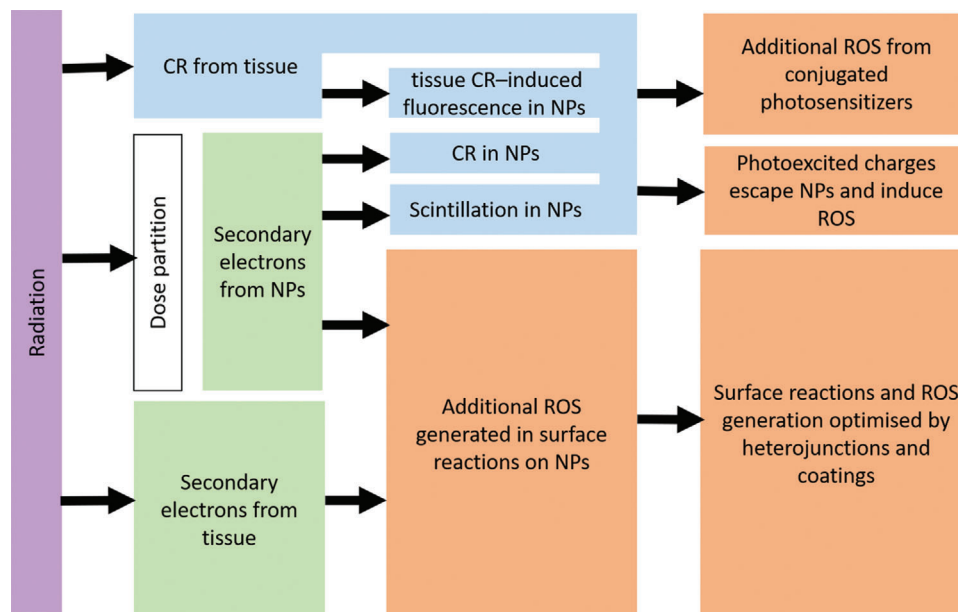 Radiation
CR from tissue
tissue CR–induced
fluorescence in NPs
CR in NPs
Scintillation in NPs
Dose partition
Secondary
electrons
from NPs
Secondary
electrons from
tissue
Additional ROS
generated in surface
reactions on NPs
Additional ROS from
conjugated
photosensitizers
Photoexcited charges
escape NPs and induce
ROS
Surface reactions and ROS
generation optimised by
heterojunctions and
coatings